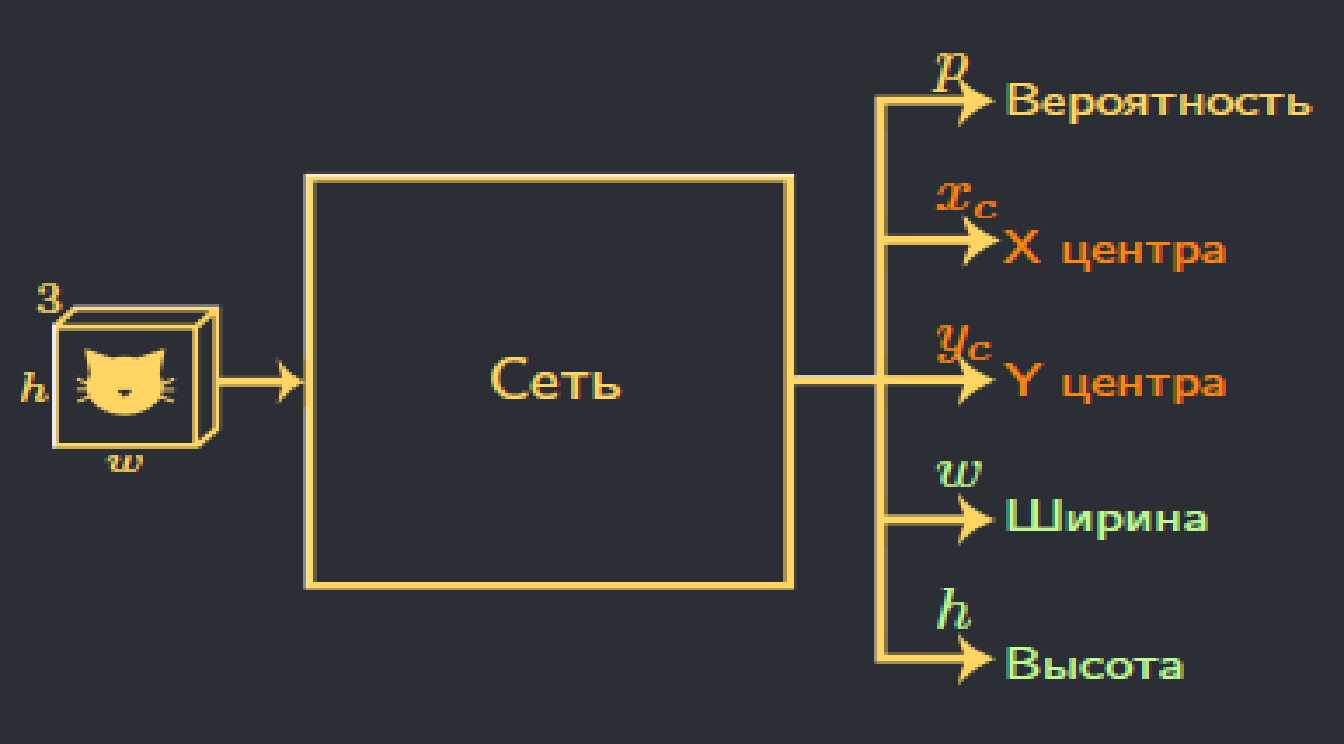 3
h
w
Сеть
p
Вероятность
x_c
X центра
y_c
Y центра
w
Ширина
h
Высота